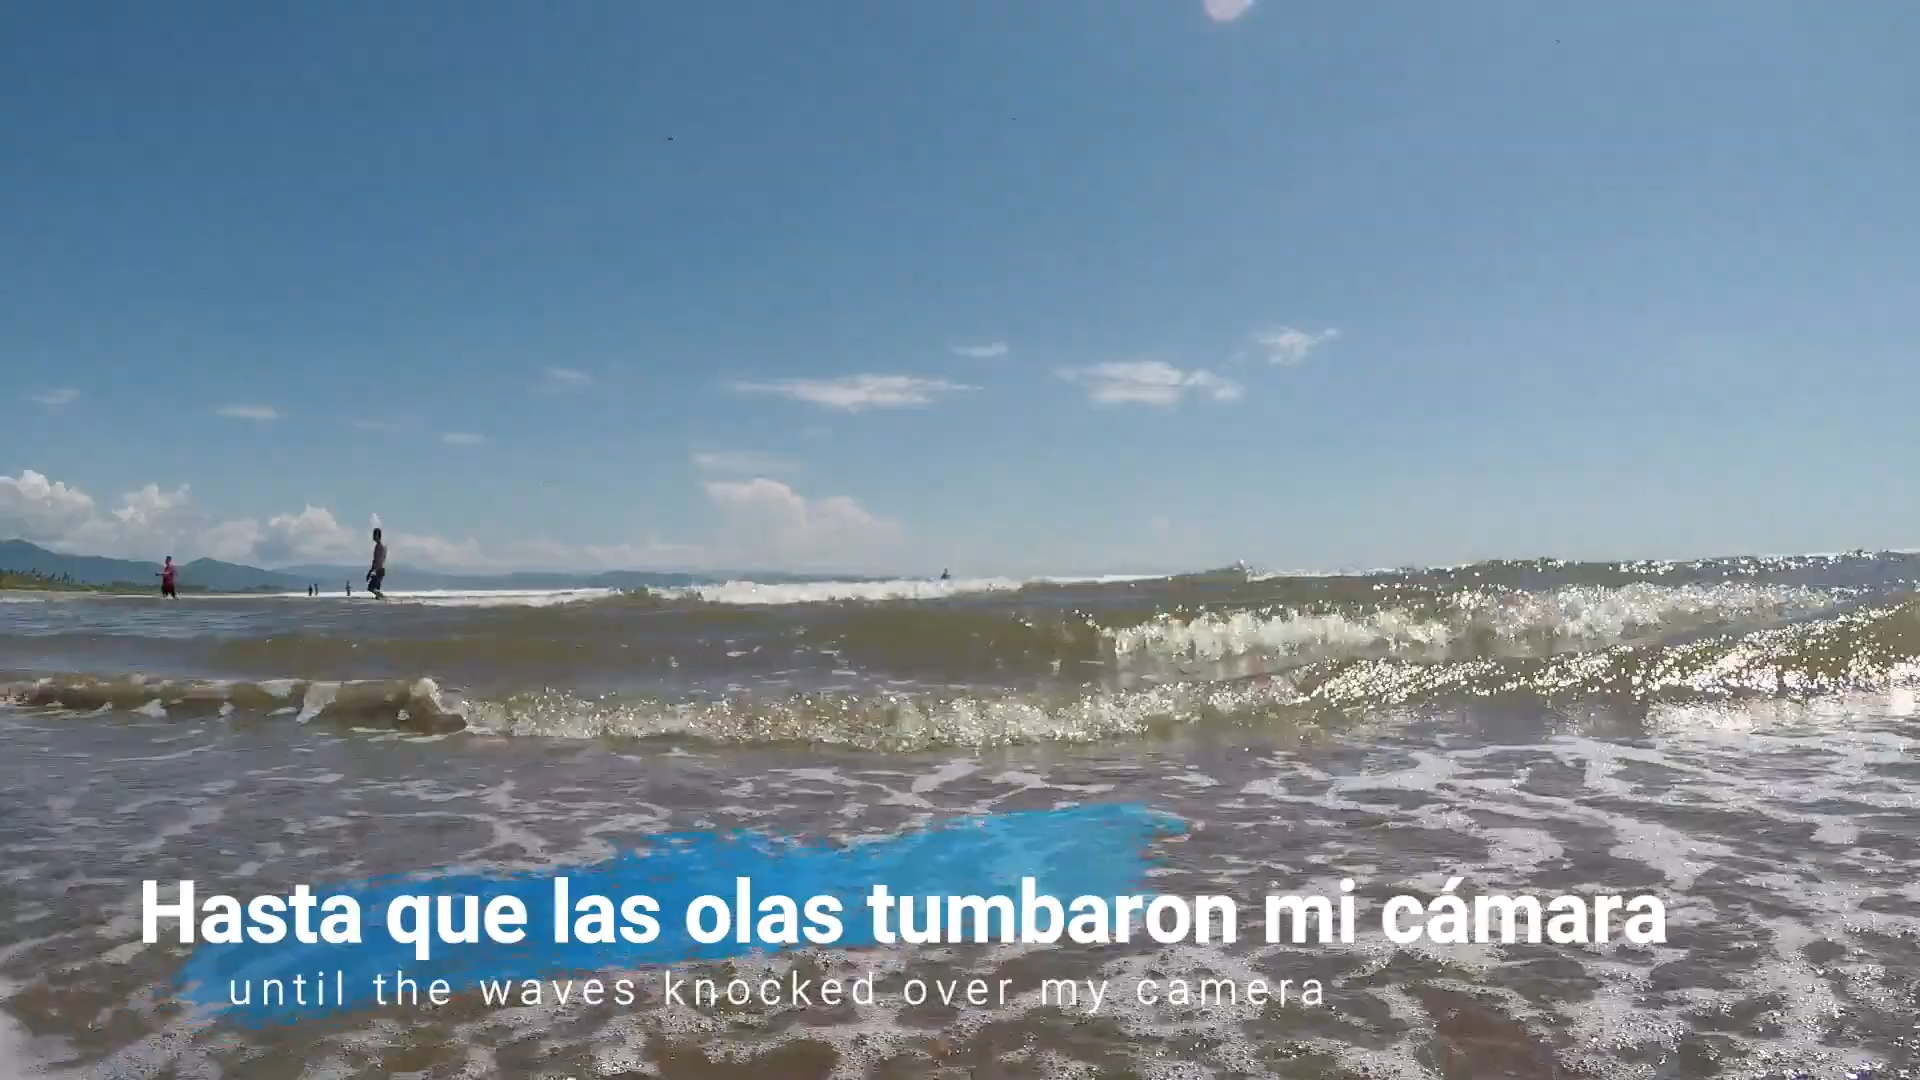 Hasta que las olas tumbaron mi cámara
until the waves knocked over my camera